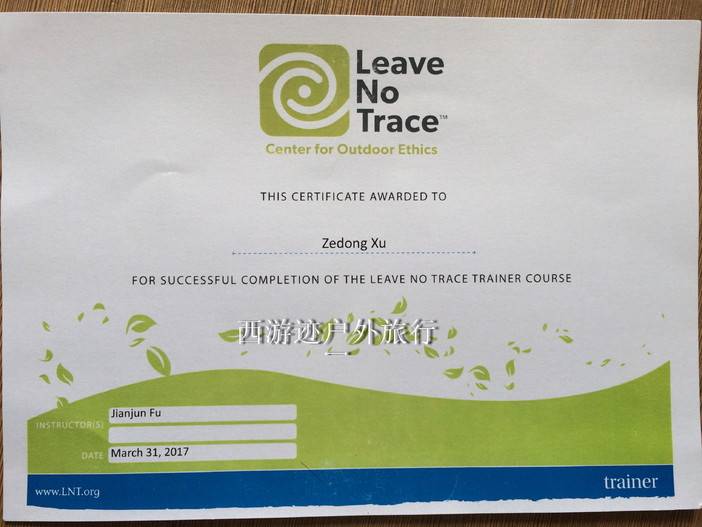 Leave
No
Trace™
Center for Outdoor Ethics
THIS CERTIFICATE AWARDED TO
Zedong Xu
FOR SUCCESSFUL COMPLETION OF THE LEAVE NO TRACE TRAINER COURSE
西游迹户外旅行
INSTRUCTOR(S) Jianjun Fu
DATE March 31, 2017
www.LNT.org trainer